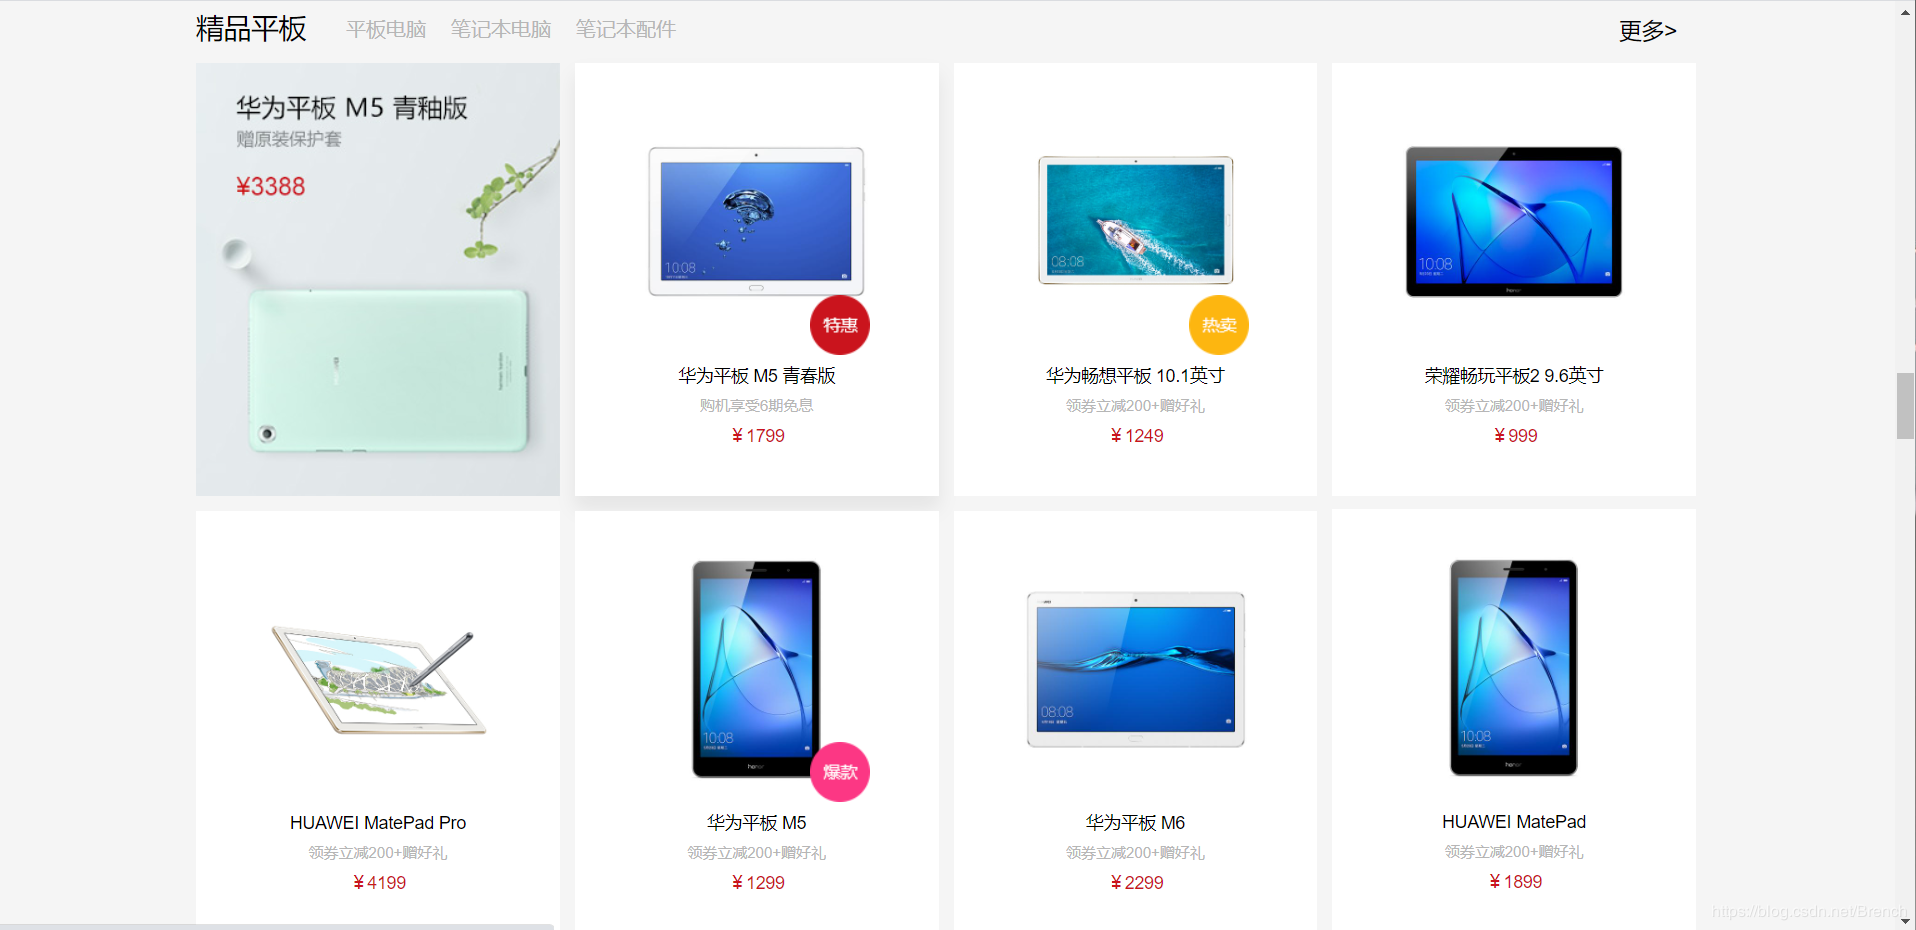 精品平板 平板电脑 笔记本电脑 笔记本配件 更多>
华为平板 M5 青釉版
赠原装保护套
¥3388
10:08
特惠
华为平板 M5 青春版
购机享受6期免息
¥1799
08:08
热卖
华为畅想平板 10.1英寸
领券立减200+赠好礼
¥1249
10:08
honor
荣耀畅玩平板2 9.6英寸
领券立减200+赠好礼
¥999
HUAWEI MatePad Pro
领券立减200+赠好礼
¥4199
10:08
honor
爆款
华为平板 M5
领券立减200+赠好礼
¥1299
08:08
华为平板 M6
领券立减200+赠好礼
¥2299
10:08
honor
HUAWEI MatePad
领券立减200+赠好礼
¥1899
https://blog.csdn.net/Brench